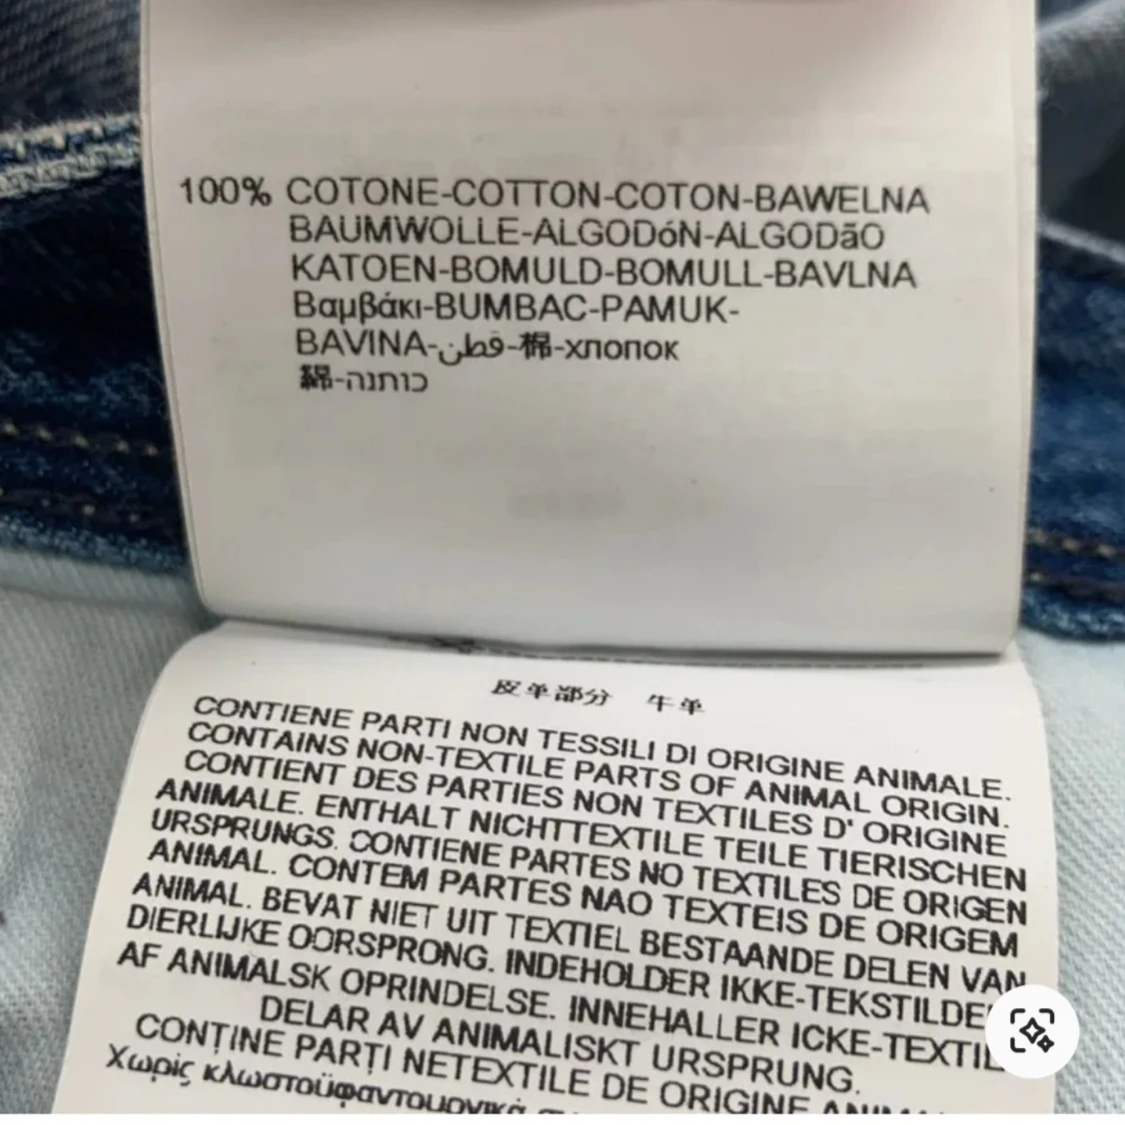 100% COTONE-COTTON-COTON-BAWELNA
BAUMWOLLE-ALGODóN-ALGODãO
KATOEN-BOMULD-BOMULL-BAVLNA
Βαμβάκι-BUMBAC-PAMUK-
BAVINA-قطن-棉-хлопок
綿-כותנה
皮单部分 牛单
CONTIENE PARTI NON TESSILI DI ORIGINE ANIMALE.
CONTAINS NON-TEXTILE PARTS OF ANIMAL ORIGIN.
CONTIENT DES PARTIES NON TEXTILES D' ORIGINE
ANIMALE. ENTHALT NICHTTEXTILE TEILE TIERISCHEN
URSPRUNGS. CONTIENE PARTES NO TEXTILES DE ORIGEN
ANIMAL. CONTEM PARTES NAO TEXTEIS DE ORIGEM
ANIMAL. BEVAT NIET UIT TEXTIEL BESTAANDE DELEN VAN
DIERLIJKE OORSPRONG. INDEHOLDER IKKE-TEKSTILDE
AF ANIMALSK OPRINDELSE. INNEHALLER ICKE-TEXTIL
DELAR AV ANIMALISKT URSPRUNG.
CONȚINE PARȚI NETEXTILE DE ORIGINE
Χωρίς κλωστοϋφαντουργικά